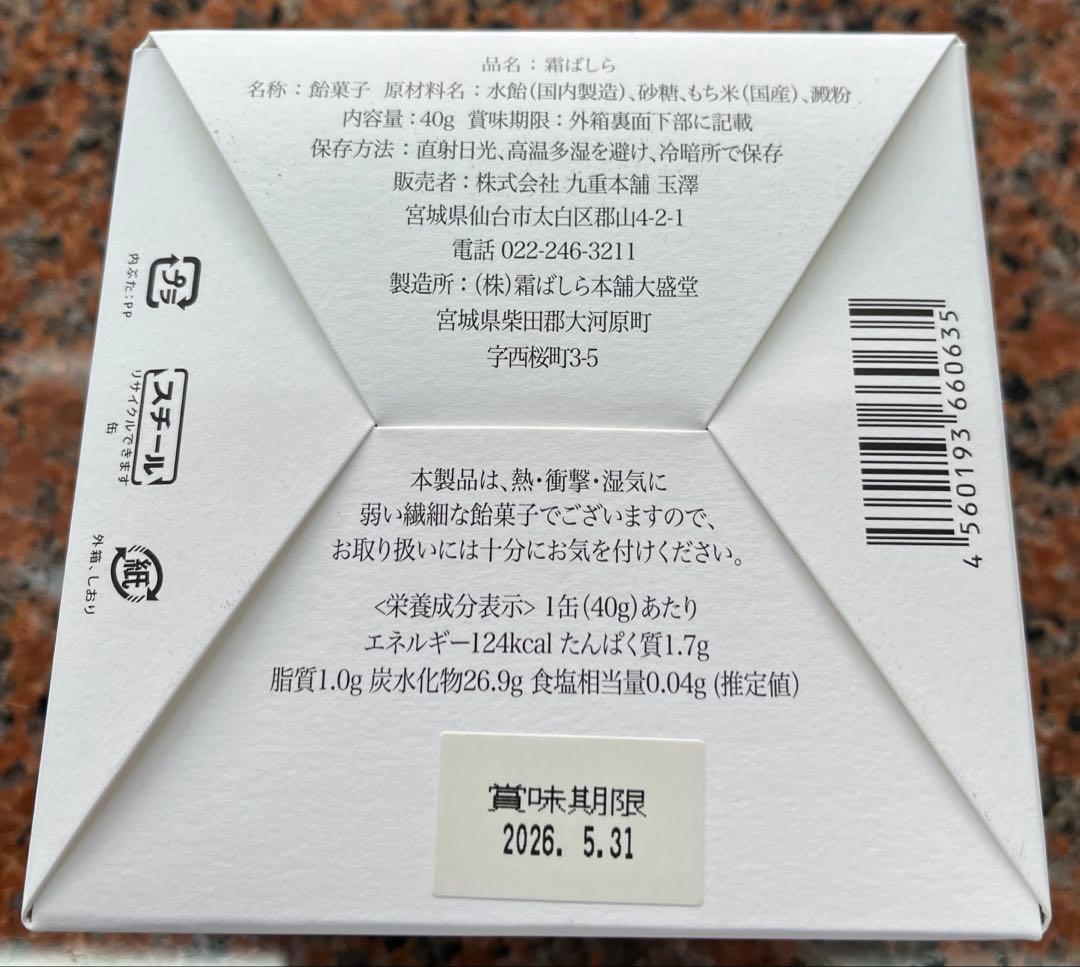 品名：霜ばしら
名称：飴菓子 原材料名：水飴(国内製造)、砂糖、もち米(国産)、澱粉
内容量：40g 賞味期限：外箱裏面下部に記載
保存方法：直射日光、高温多湿を避け、冷暗所で保存
販売者：株式会社 九重本舗 玉澤
宮城県仙台市太白区郡山4-2-1
電話 022-246-3211
製造所：(株)霜ばしら本舗大盛堂
宮城県柴田郡大河原町
字西桜町3-5
プラ
内ぶた：PP
スチール
リサイクルできます
缶
紙
外箱、しおり
4 560193 660635
本製品は、熱・衝撃・湿気に
弱い繊細な飴菓子でございますので、
お取り扱いには十分にお気を付けください。
<栄養成分表示> 1缶(40g)あたり
エネルギー124kcal たんぱく質1.7g
脂質1.0g 炭水化物26.9g 食塩相当量0.04g (推定値)
賞味期限
2026. 5.31